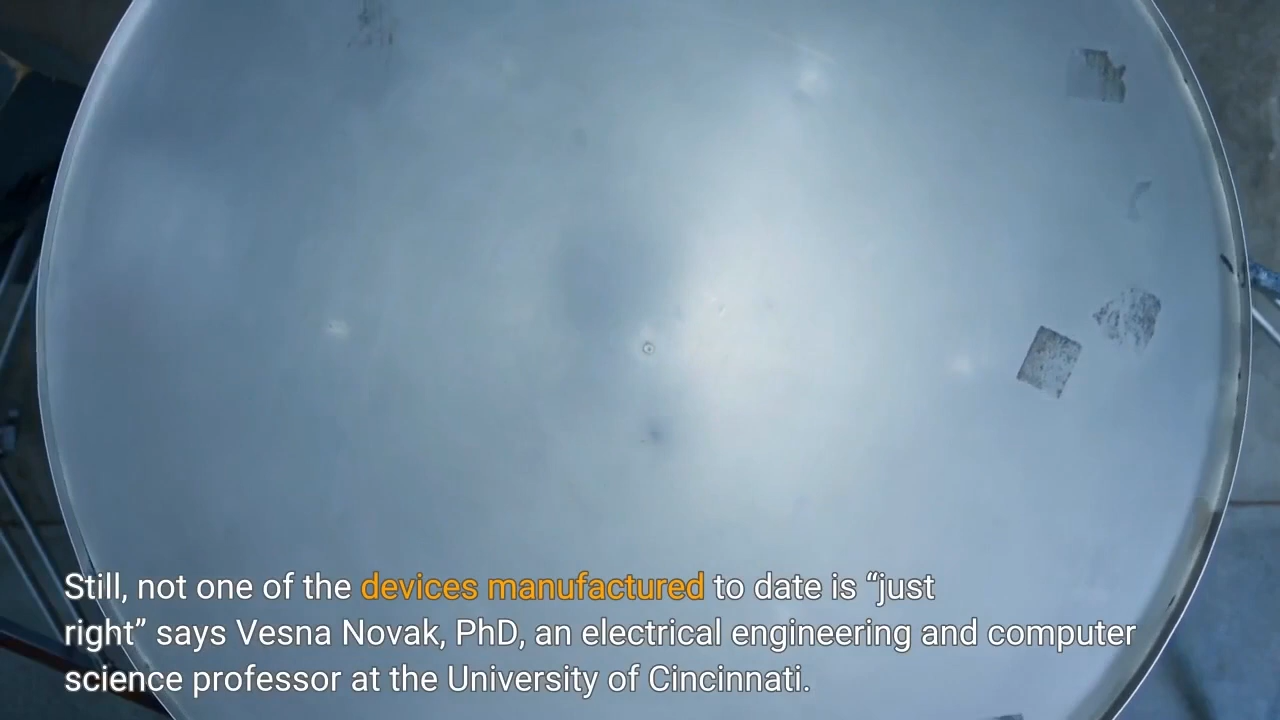 Still, not one of the devices manufactured to date is “just
right” says Vesna Novak, PhD, an electrical engineering and computer
science professor at the University of Cincinnati.